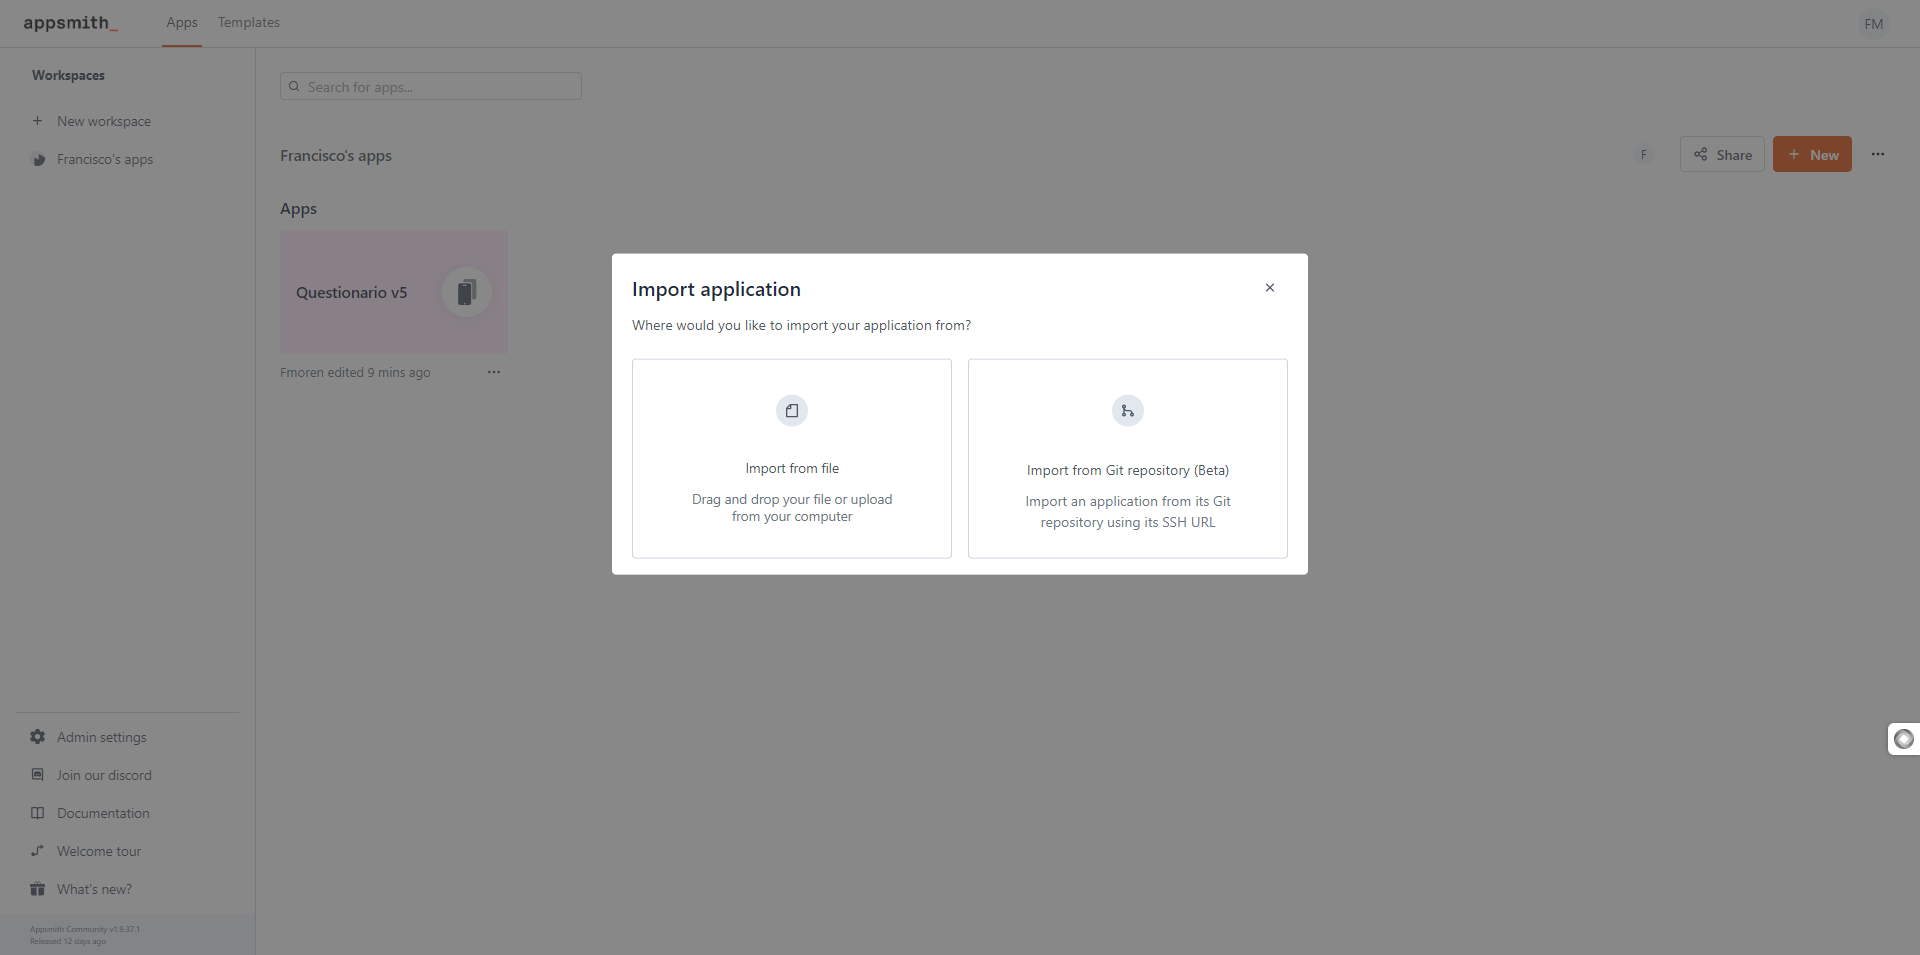 appsmith_
Apps
Templates
FM
Workspaces
New workspace
Francisco's apps
Search for apps...
Francisco's apps
F
Share
New
Apps
Questionario v5
Fmoren edited 9 mins ago
Import application
Where would you like to import your application from?
Import from file
Drag and drop your file or upload
from your computer
Import from Git repository (Beta)
Import an application from its Git
repository using its SSH URL
Admin settings
Join our discord
Documentation
Welcome tour
What's new?
Appsmith Community v1.9.37.1
Released 12 days ago